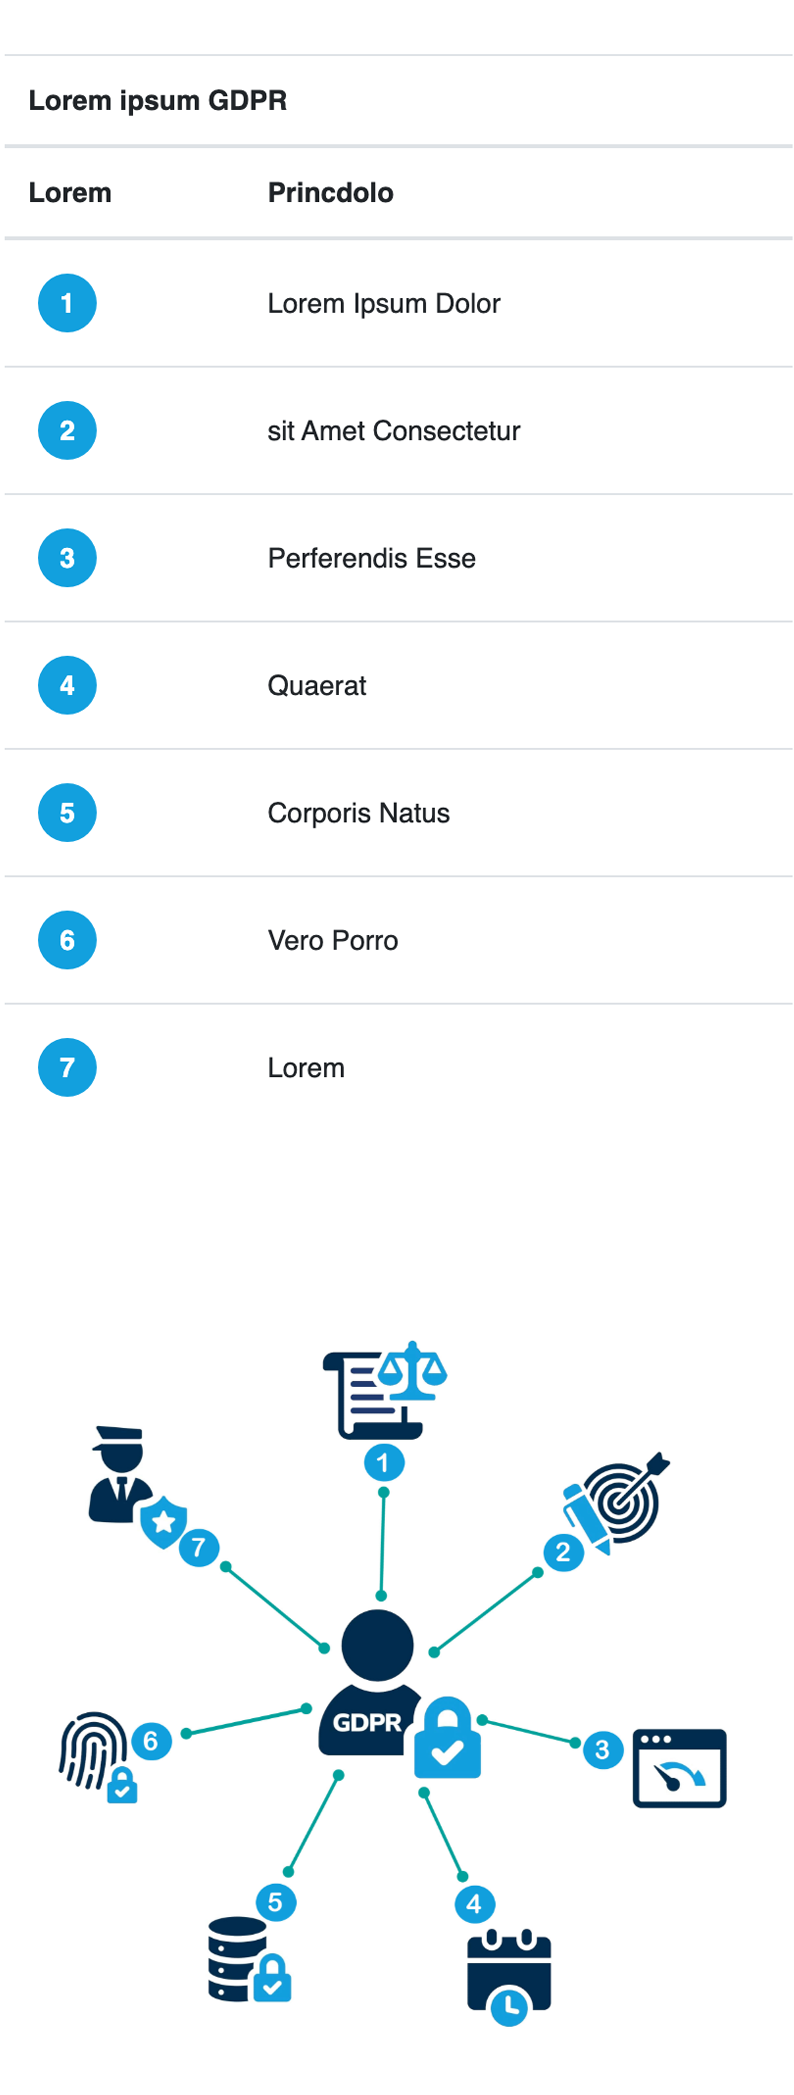 Lorem ipsum GDPR
Lorem Princdolo
1 Lorem Ipsum Dolor
2 sit Amet Consectetur
3 Perferendis Esse
4 Quaerat
5 Corporis Natus
6 Vero Porro
7 Lorem
1
2
7
GDPR
6
3
5
4